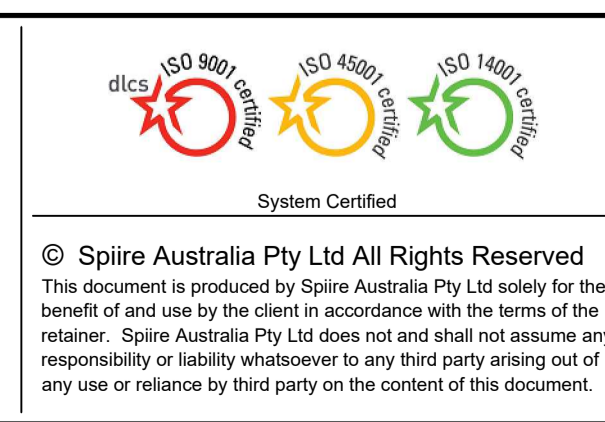 dlcs ISO 9001 certified ISO 45001 certified ISO 14001 certified
System Certified
© Spiire Australia Pty Ltd All Rights Reserved
This document is produced by Spiire Australia Pty Ltd solely for the
benefit of and use by the client in accordance with the terms of the
retainer. Spiire Australia Pty Ltd does not and shall not assume any
responsibility or liability whatsoever to any third party arising out of
any use or reliance by third party on the content of this document.